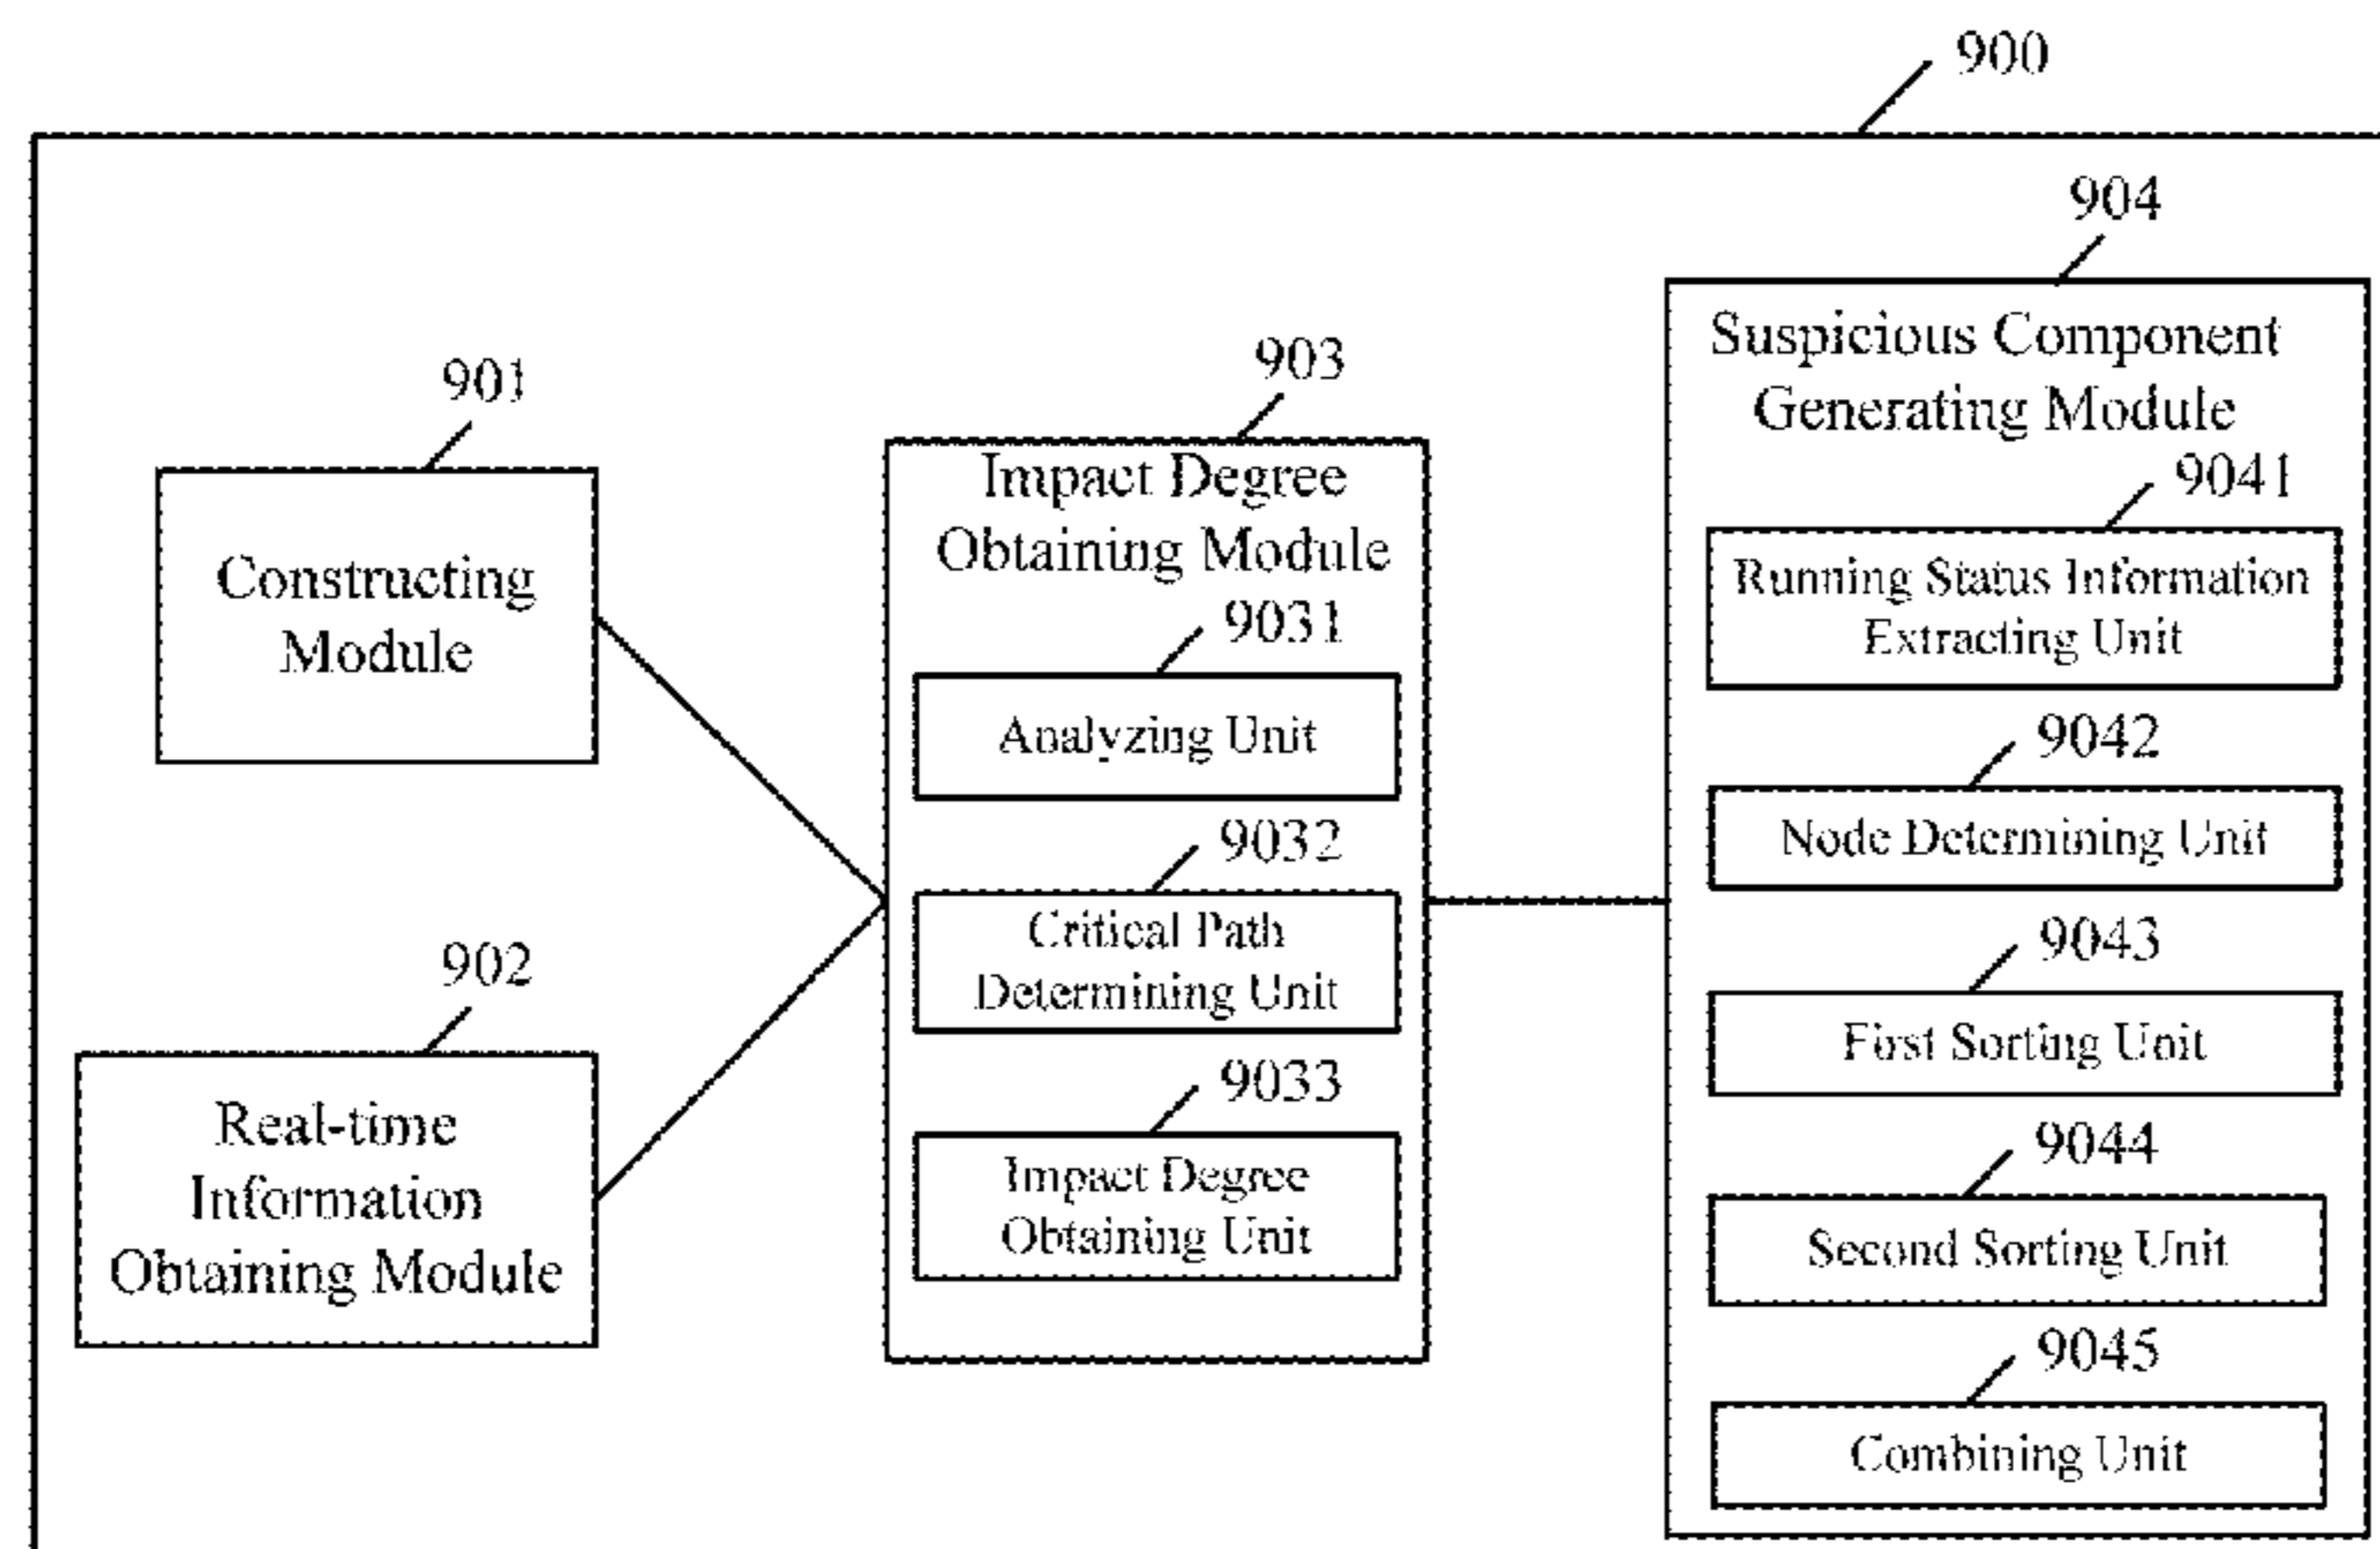 900
901
Constructing
Module
902
Real-time
Information
Obtaining Module
903
Impact Degree
Obtaining Module
9031
Analyzing Unit
9032
Critical Path
Determining Unit
9033
Impact Degree
Obtaining Unit
904
Suspicious Component
Generating Module
9041
Running Status Information
Extracting Unit
9042
Node Determining Unit
9043
First Sorting Unit
9044
Second Sorting Unit
9045
Combining Unit